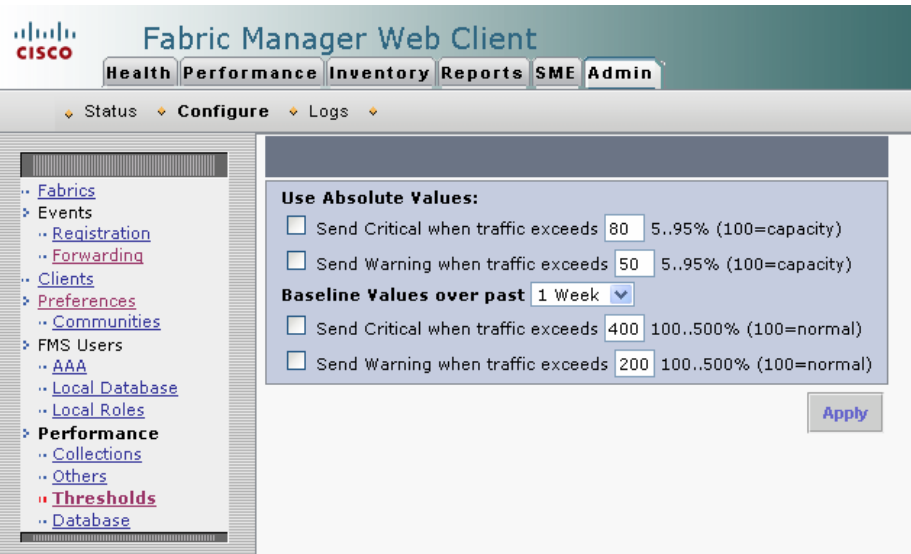 CISCO
Fabric Manager Web Client
Health Performance Inventory Reports SME Admin
Status Configure Logs
Fabrics
Events
Registration
Forwarding
Clients
Preferences
Communities
FMS Users
AAA
Local Database
Local Roles
Performance
Collections
Others
Thresholds
Database
Use Absolute Values:
Send Critical when traffic exceeds 80 5..95% (100=capacity)
Send Warning when traffic exceeds 50 5..95% (100=capacity)
Baseline Values over past 1 Week
Send Critical when traffic exceeds 400 100..500% (100=normal)
Send Warning when traffic exceeds 200 100..500% (100=normal)
Apply